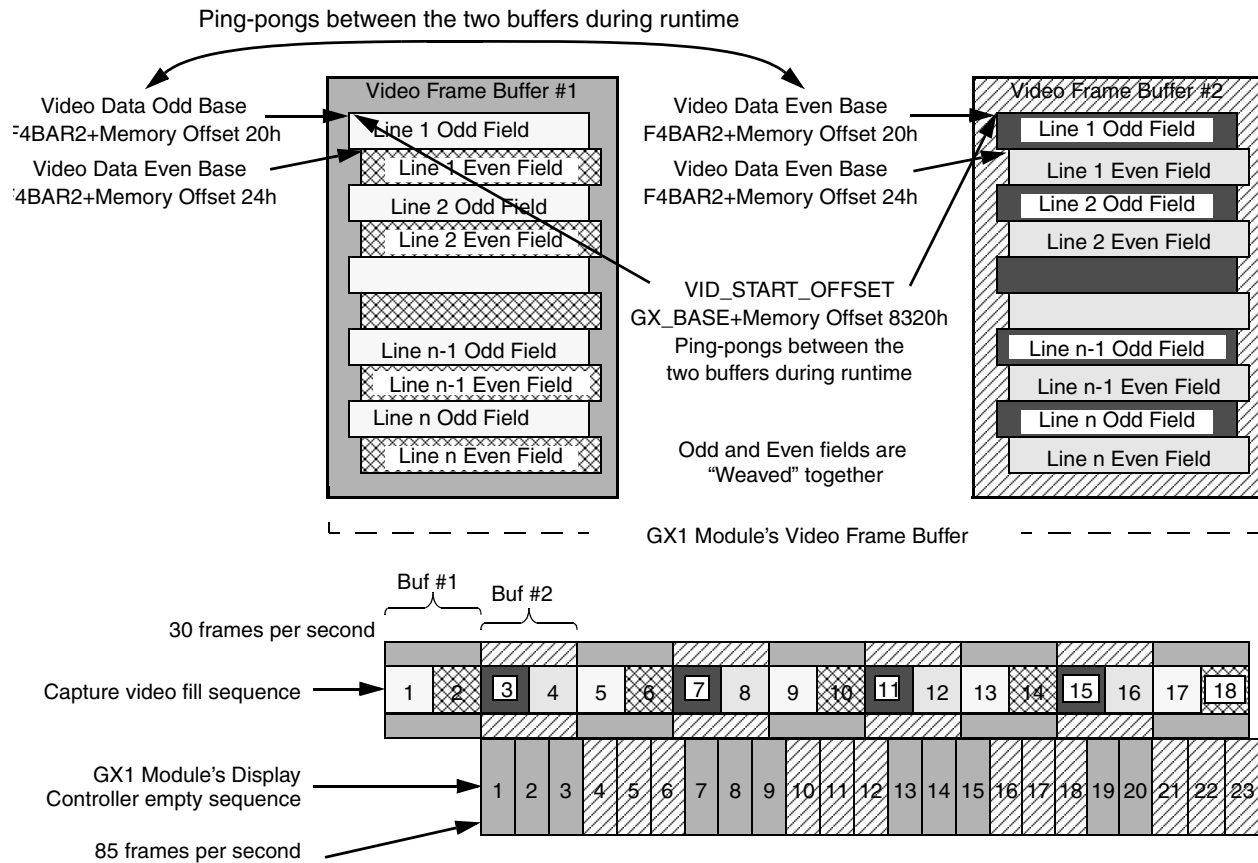 Ping-pongs between the two buffers during runtime
Video Frame Buffer #1
Video Frame Buffer #2
Video Data Odd Base
F4BAR2+Memory Offset 20h
Video Data Even Base
F4BAR2+Memory Offset 24h
Line 1 Odd Field
Line 1 Even Field
Line 2 Odd Field
Line 2 Even Field
Line n-1 Odd Field
Line n-1 Even Field
Line n Odd Field
Line n Even Field
Video Data Even Base
F4BAR2+Memory Offset 20h
Video Data Even Base
F4BAR2+Memory Offset 24h
VID_START_OFFSET
GX_BASE+Memory Offset 8320h
Ping-pongs between the
two buffers during runtime
Odd and Even fields are
“Weaved” together
Line 1 Odd Field
Line 1 Even Field
Line 2 Odd Field
Line 2 Even Field
Line n-1 Odd Field
Line n-1 Even Field
Line n Odd Field
Line n Even Field
GX1 Module's Video Frame Buffer
Buf #1
Buf #2
30 frames per second
Capture video fill sequence
1 2 3 4 5 6 7 8 9 10 11 12 13 14 15 16 17 18
GX1 Module's Display
Controller empty sequence
1 2 3 4 5 6 7 8 9 10 11 12 13 14 15 16 17 18 19 20 21 22 23
85 frames per second